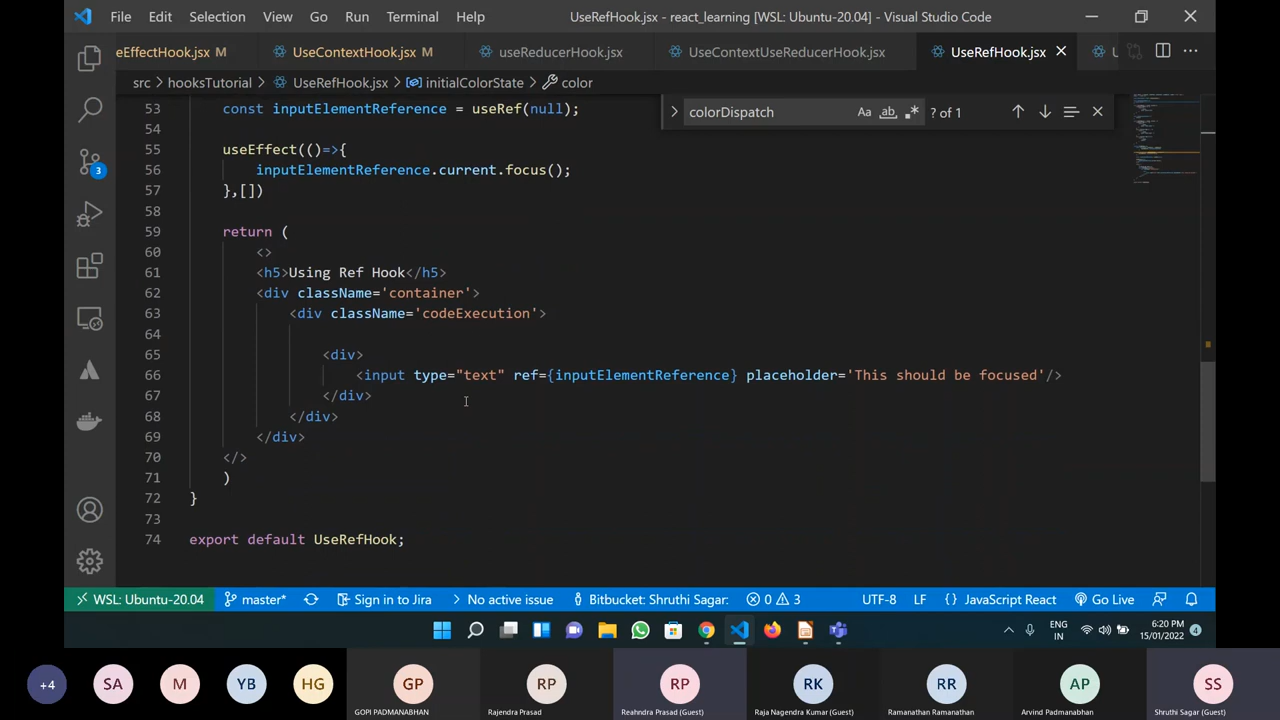 File Edit Selection View Go Run Terminal Help UseRefHook.jsx - react_learning [WSL: Ubuntu-20.04] - Visual Studio Code
eEffectHook.jsx M UseContextHook.jsx M useReducerHook.jsx UseContextUseReducerHook.jsx UseRefHook.jsx U
src > hooksTutorial > UseRefHook.jsx > initialColorState > color
colorDispatch Aa ab ? of 1
53 const inputElementReference = useRef(null);
54
55 useEffect(()=>{
56 inputElementReference.current.focus();
57 },[])
58
59 return (
60 <>
61 <h5>Using Ref Hook</h5>
62 <div className='container'>
63 <div className='codeExecution'>
64
65 <div>
66 <input type="text" ref={inputElementReference} placeholder='This should be focused'/>
67 </div>
68 </div>
69 </div>
70 </>
71 )
72 }
73
74 export default UseRefHook;
3
WSL: Ubuntu-20.04 master* Sign in to Jira No active issue Bitbucket: Shruthi Sagar: 0 3 UTF-8 LF {} JavaScript React Go Live
ENG IN 6:20 PM 15/01/2022 4
+4 SA M YB HG GP RP RP RK RR AP SS
GOPI PADMANABHAN Rajendra Prasad Reahndra Prasad (Guest) Raja Nagendra Kumar (Guest) Ramanathan Ramanathan Arvind Padmanabhan Shruthi Sagar (Guest)